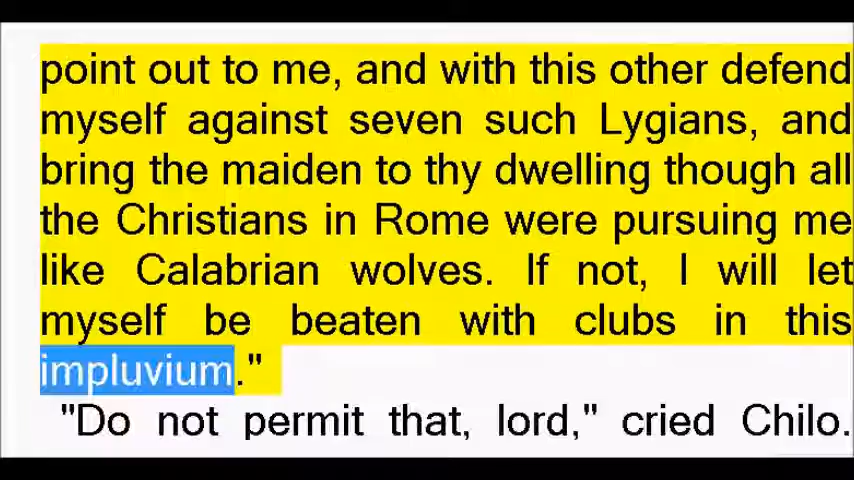 point out to me, and with this other defend
myself against seven such Lygians, and
bring the maiden to thy dwelling though all
the Christians in Rome were pursuing me
like Calabrian wolves. If not, I will let
myself be beaten with clubs in this
impluvium."
"Do not permit that, lord," cried Chilo.